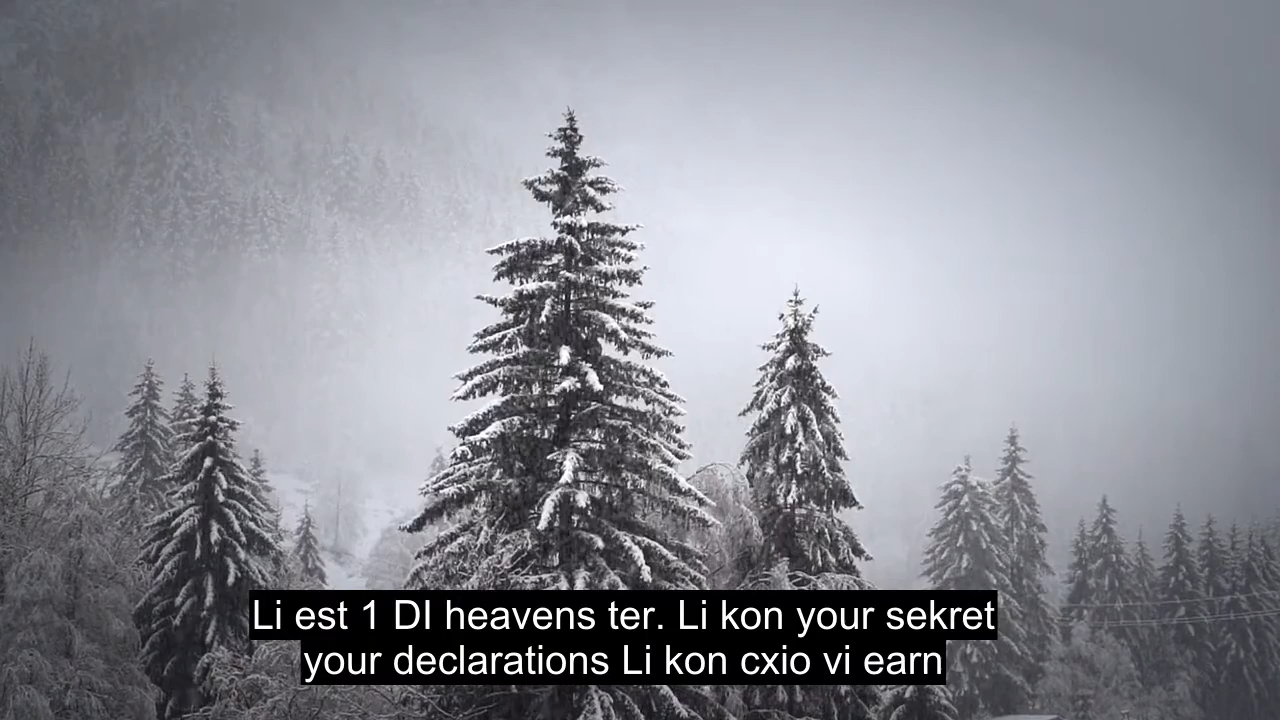 Li est 1 DI heavens ter. Li kon your sekret
your declarations Li kon cxio vi earn